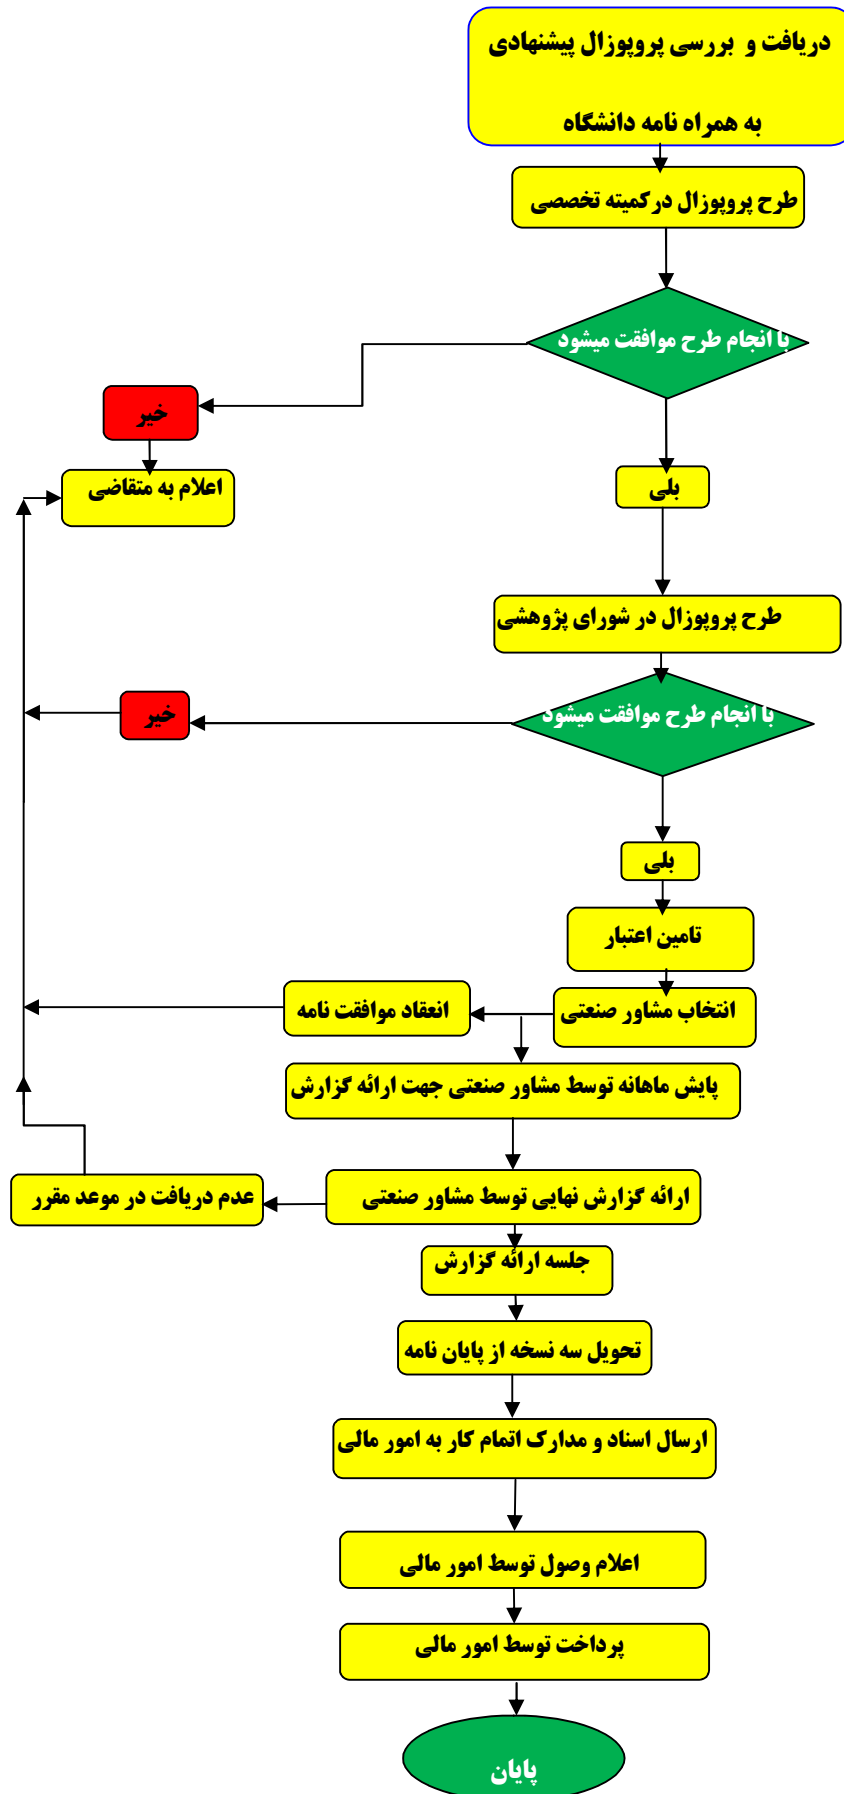 دریافت و بررسی پروپوزال پیشنهادی
به همراه نامه دانشگاه
طرح پروپوزال درکمیته تخصصی
با انجام طرح موافقت میشود
خیر
بلی
اعلام به متقاضی
طرح پروپوزال در شورای پژوهشی
با انجام طرح موافقت میشود
خیر
بلی
تامین اعتبار
انتخاب مشاور صنعتی
انعقاد موافقت نامه
پایش ماهانه توسط مشاور صنعتی جهت ارائه گزارش
ارائه گزارش نهایی توسط مشاور صنعتی
عدم دریافت در موعد مقرر
جلسه ارائه گزارش
تحویل سه نسخه از پایان نامه
ارسال اسناد و مدارک اتمام کار به امور مالی
اعلام وصول توسط امور مالی
پرداخت توسط امور مالی
پایان